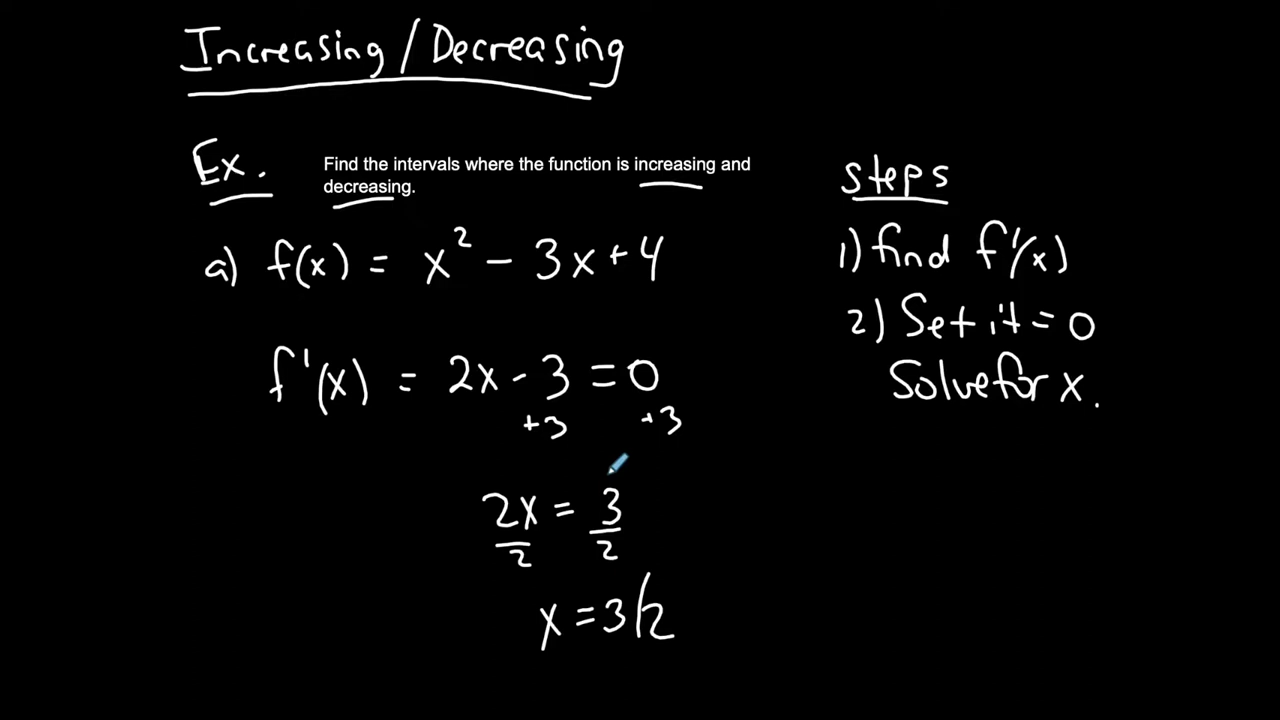 Increasing / Decreasing
Ex. Find the intervals where the function is increasing and
decreasing.
a) f(x) = x² - 3x + 4
f'(x) = 2x - 3 = 0
+3 +3
2x = 3
2 2
x = 3/2
steps
1) find f'(x)
2) Set it = 0
Solve for x.